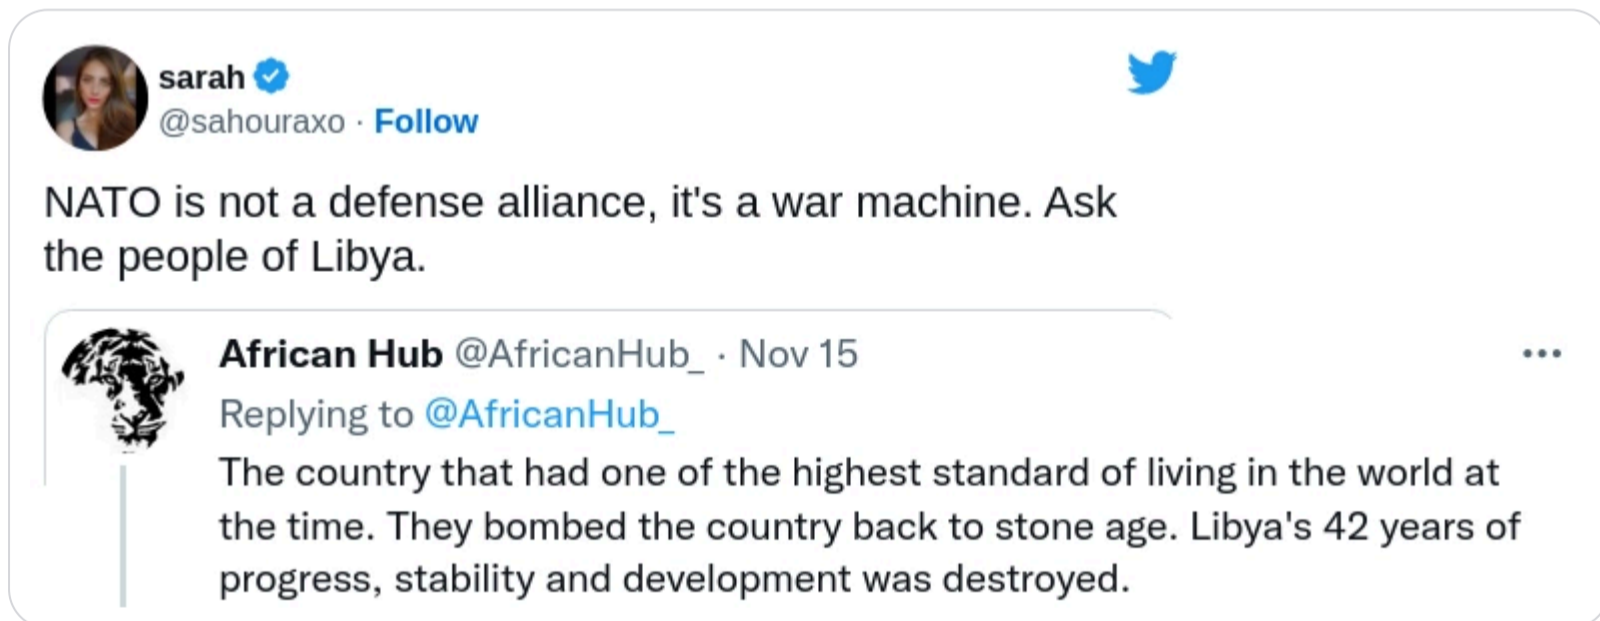 sarah
@sahouraxo · Follow
NATO is not a defense alliance, it's a war machine. Ask
the people of Libya.
African Hub @AfricanHub_ · Nov 15
Replying to @AfricanHub_
The country that had one of the highest standard of living in the world at
the time. They bombed the country back to stone age. Libya's 42 years of
progress, stability and development was destroyed.